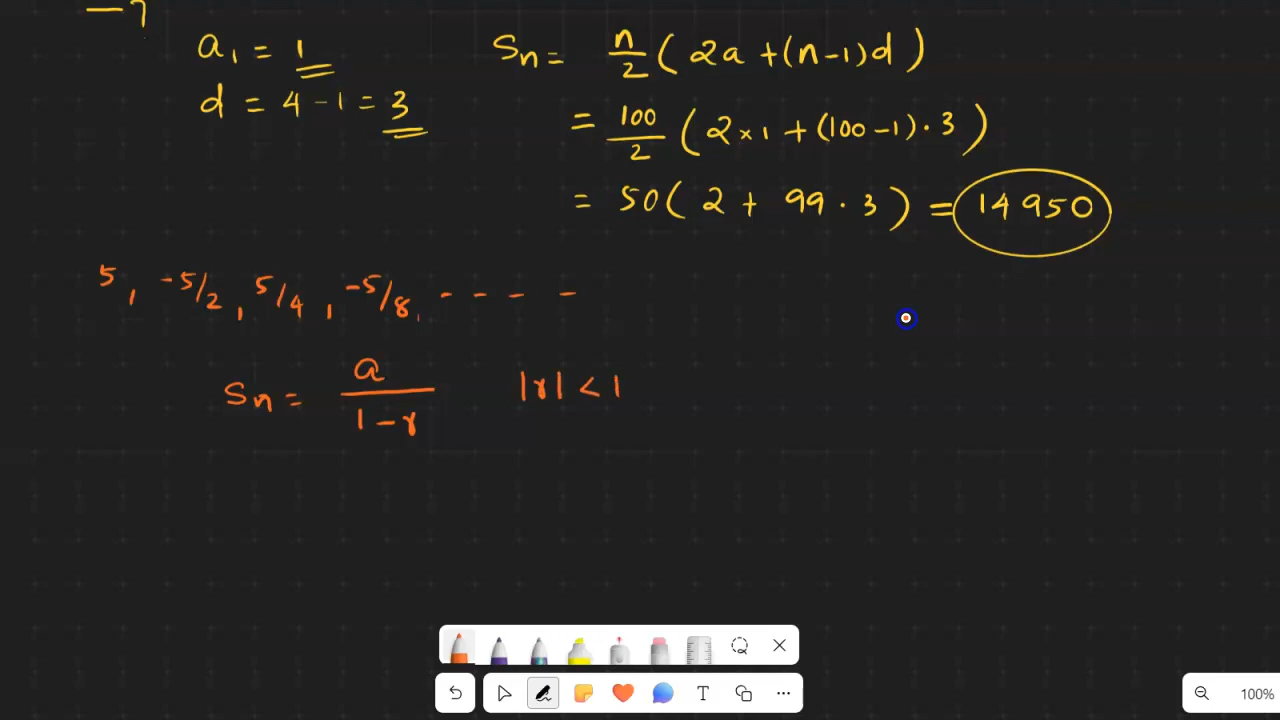 a₁ = 1
d = 4 - 1 = 3
Sn = n/2 ( 2a + (n-1)d )
= 100/2 ( 2×1 + (100-1)·3 )
= 50( 2 + 99·3 ) = 14950
5, -5/2, 5/4, -5/8, - - - -
Sn = a/(1-r) |r| < 1
T
100%